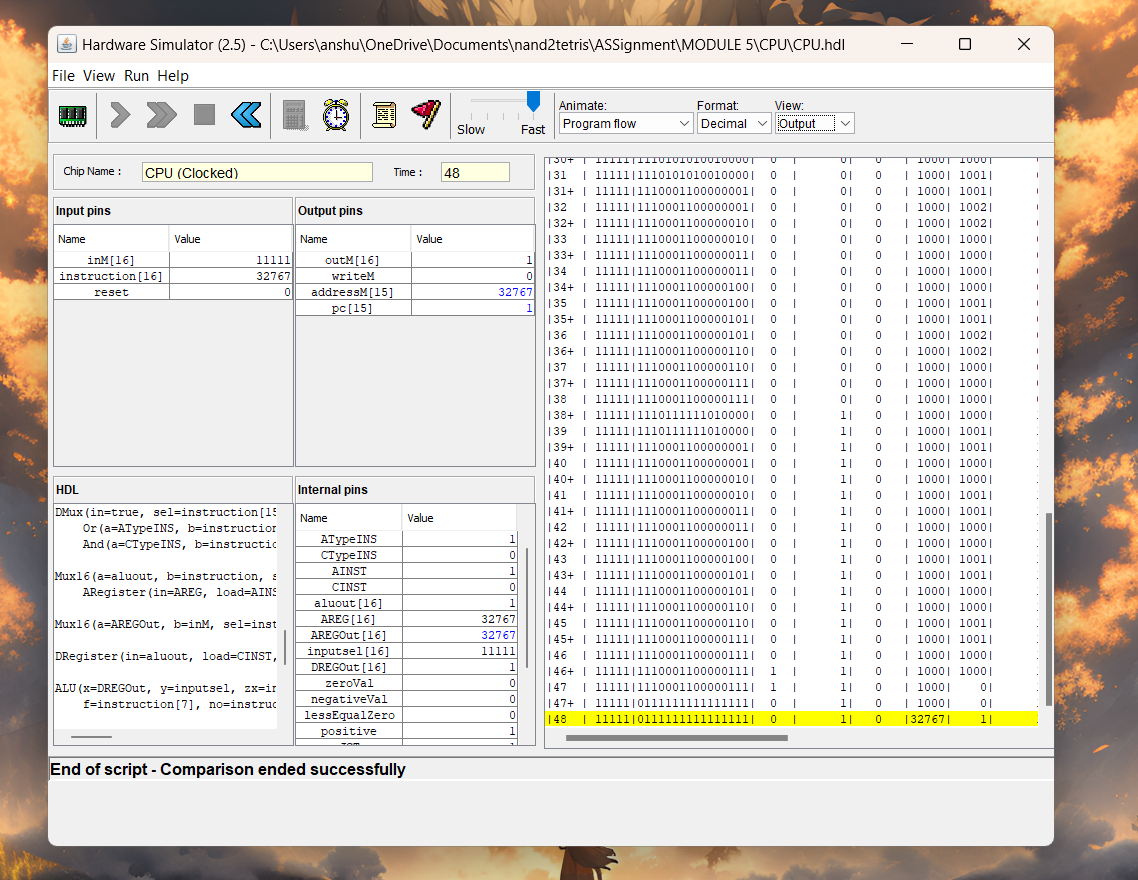 Hardware Simulator (2.5) - C:\Users\anshu\OneDrive\Documents\nand2tetris\ASSignment\MODULE 5\CPU\CPU.hdl
File View Run Help
Slow Fast
Animate: Format: View:
Program flow Decimal Output
Chip Name : CPU (Clocked) Time : 48
Input pins
Name Value
inM[16] 11111
instruction[16] 32767
reset 0
Output pins
Name Value
outM[16] 1
writeM 0
addressM[15] 32767
pc[15] 1
HDL
DMux(in=true, sel=instruction[15
Or(a=ATypeINS, b=instruction
And(a=CTypeINS, b=instructio
Mux16(a=aluout, b=instruction, s
ARegister(in=AREG, load=AINS
Mux16(a=AREGOut, b=inM, sel=inst
DRegister(in=aluout, load=CINST,
ALU(x=DREGOut, y=inputsel, zx=in
f=instruction[7], no=instruc
Internal pins
Name Value
ATypeINS 1
CTypeINS 0
AINST 1
CINST 0
aluout[16] 1
AREG[16] 32767
AREGOut[16] 32767
inputsel[16] 11111
DREGOut[16] 1
zeroVal 0
negativeVal 0
lessEqualZero 0
positive 1
|30+ | 11111|1110101010010000| 0 | 0| 0 | 1000| 1000|
|31 | 11111|1110101010010000| 0 | 0| 0 | 1000| 1001|
|31+ | 11111|1110001100000001| 0 | 0| 0 | 1000| 1001|
|32 | 11111|1110001100000001| 0 | 0| 0 | 1000| 1002|
|32+ | 11111|1110001100000010| 0 | 0| 0 | 1000| 1002|
|33 | 11111|1110001100000010| 0 | 0| 0 | 1000| 1000|
|33+ | 11111|1110001100000011| 0 | 0| 0 | 1000| 1000|
|34 | 11111|1110001100000011| 0 | 0| 0 | 1000| 1000|
|34+ | 11111|1110001100000100| 0 | 0| 0 | 1000| 1000|
|35 | 11111|1110001100000100| 0 | 0| 0 | 1000| 1001|
|35+ | 11111|1110001100000101| 0 | 0| 0 | 1000| 1001|
|36 | 11111|1110001100000101| 0 | 0| 0 | 1000| 1002|
|36+ | 11111|1110001100000110| 0 | 0| 0 | 1000| 1002|
|37 | 11111|1110001100000110| 0 | 0| 0 | 1000| 1000|
|37+ | 11111|1110001100000111| 0 | 0| 0 | 1000| 1000|
|38 | 11111|1110001100000111| 0 | 0| 0 | 1000| 1000|
|38+ | 11111|1110111111010000| 0 | 1| 0 | 1000| 1000|
|39 | 11111|1110111111010000| 0 | 1| 0 | 1000| 1001|
|39+ | 11111|1110001100000001| 0 | 1| 0 | 1000| 1001|
|40 | 11111|1110001100000001| 0 | 1| 0 | 1000| 1000|
|40+ | 11111|1110001100000010| 0 | 1| 0 | 1000| 1000|
|41 | 11111|1110001100000010| 0 | 1| 0 | 1000| 1001|
|41+ | 11111|1110001100000011| 0 | 1| 0 | 1000| 1001|
|42 | 11111|1110001100000011| 0 | 1| 0 | 1000| 1000|
|42+ | 11111|1110001100000100| 0 | 1| 0 | 1000| 1000|
|43 | 11111|1110001100000100| 0 | 1| 0 | 1000| 1001|
|43+ | 11111|1110001100000101| 0 | 1| 0 | 1000| 1001|
|44 | 11111|1110001100000101| 0 | 1| 0 | 1000| 1000|
|44+ | 11111|1110001100000110| 0 | 1| 0 | 1000| 1000|
|45 | 11111|1110001100000110| 0 | 1| 0 | 1000| 1001|
|45+ | 11111|1110001100000111| 0 | 1| 0 | 1000| 1001|
|46 | 11111|1110001100000111| 0 | 1| 0 | 1000| 1000|
|46+ | 11111|1110001100000111| 1 | 1| 0 | 1000| 1000|
|47 | 11111|1110001100000111| 1 | 1| 0 | 1000| 0|
|47+ | 11111|0111111111111111| 0 | 1| 0 | 1000| 0|
|48 | 11111|0111111111111111| 0 | 1| 0 |32767| 1|
End of script - Comparison ended successfully